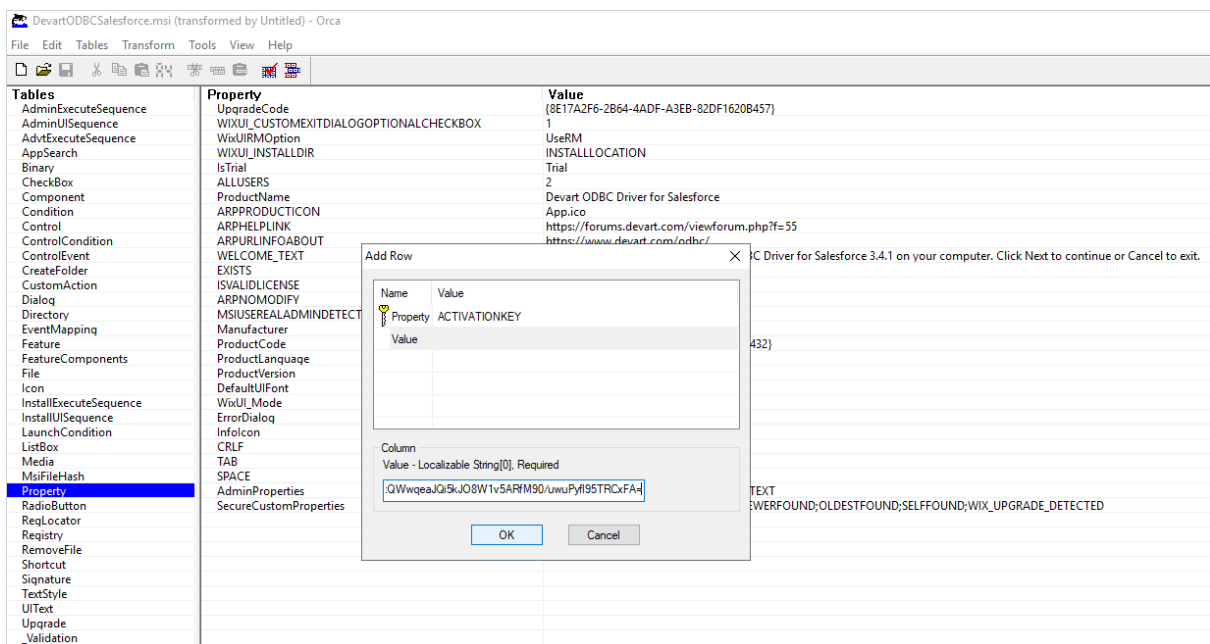 DevartODBCSalesforce.msi (transformed by Untitled) - Orca
File Edit Tables Transform Tools View Help
Tables Property Value
AdminExecuteSequence UpgradeCode {8E17A2F6-2B64-4ADF-A3EB-82DF1620B457}
AdminUISequence WIXUI_CUSTOMEXITDIALOGOPTIONALCHECKBOX 1
AdvtExecuteSequence WixUIRMOption UseRM
AppSearch WIXUI_INSTALLDIR INSTALLLOCATION
Binary IsTrial Trial
CheckBox ALLUSERS 2
Component ProductName Devart ODBC Driver for Salesforce
Condition ARPPRODUCTICON App.ico
Control ARPHELPLINK https://forums.devart.com/viewforum.php?f=55
ControlCondition ARPURLINFOABOUT https://www.devart.com/odbc/
ControlEvent WELCOME_TEXT Add Row C Driver for Salesforce 3.4.1 on your computer. Click Next to continue or Cancel to exit.
CreateFolder EXISTS
CustomAction ISVALIDLICENSE
Dialog ARPNOMODIFY Name Value
Directory MSIUSEREALADMINDETECT Property ACTIVATIONKEY
EventMapping Manufacturer
Feature ProductCode Value 432}
FeatureComponents ProductLanguage
File ProductVersion
Icon DefaultUIFont
InstallExecuteSequence WixUI_Mode
InstallUISequence ErrorDialog
LaunchCondition InfoIcon
ListBox CRLF Column
Media TAB Value - Localizable String[0], Required
MsiFileHash SPACE
Property AdminProperties :QWwqeaJQi5kJO8W1v5ARfM90/uwuPyfI95TRCxFA= TEXT
RadioButton SecureCustomProperties EWERFOUND;OLDESTFOUND;SELFFOUND;WIX_UPGRADE_DETECTED
ReqLocator
Registry OK Cancel
RemoveFile
Shortcut
Signature
TextStyle
UIText
Upgrade
_Validation